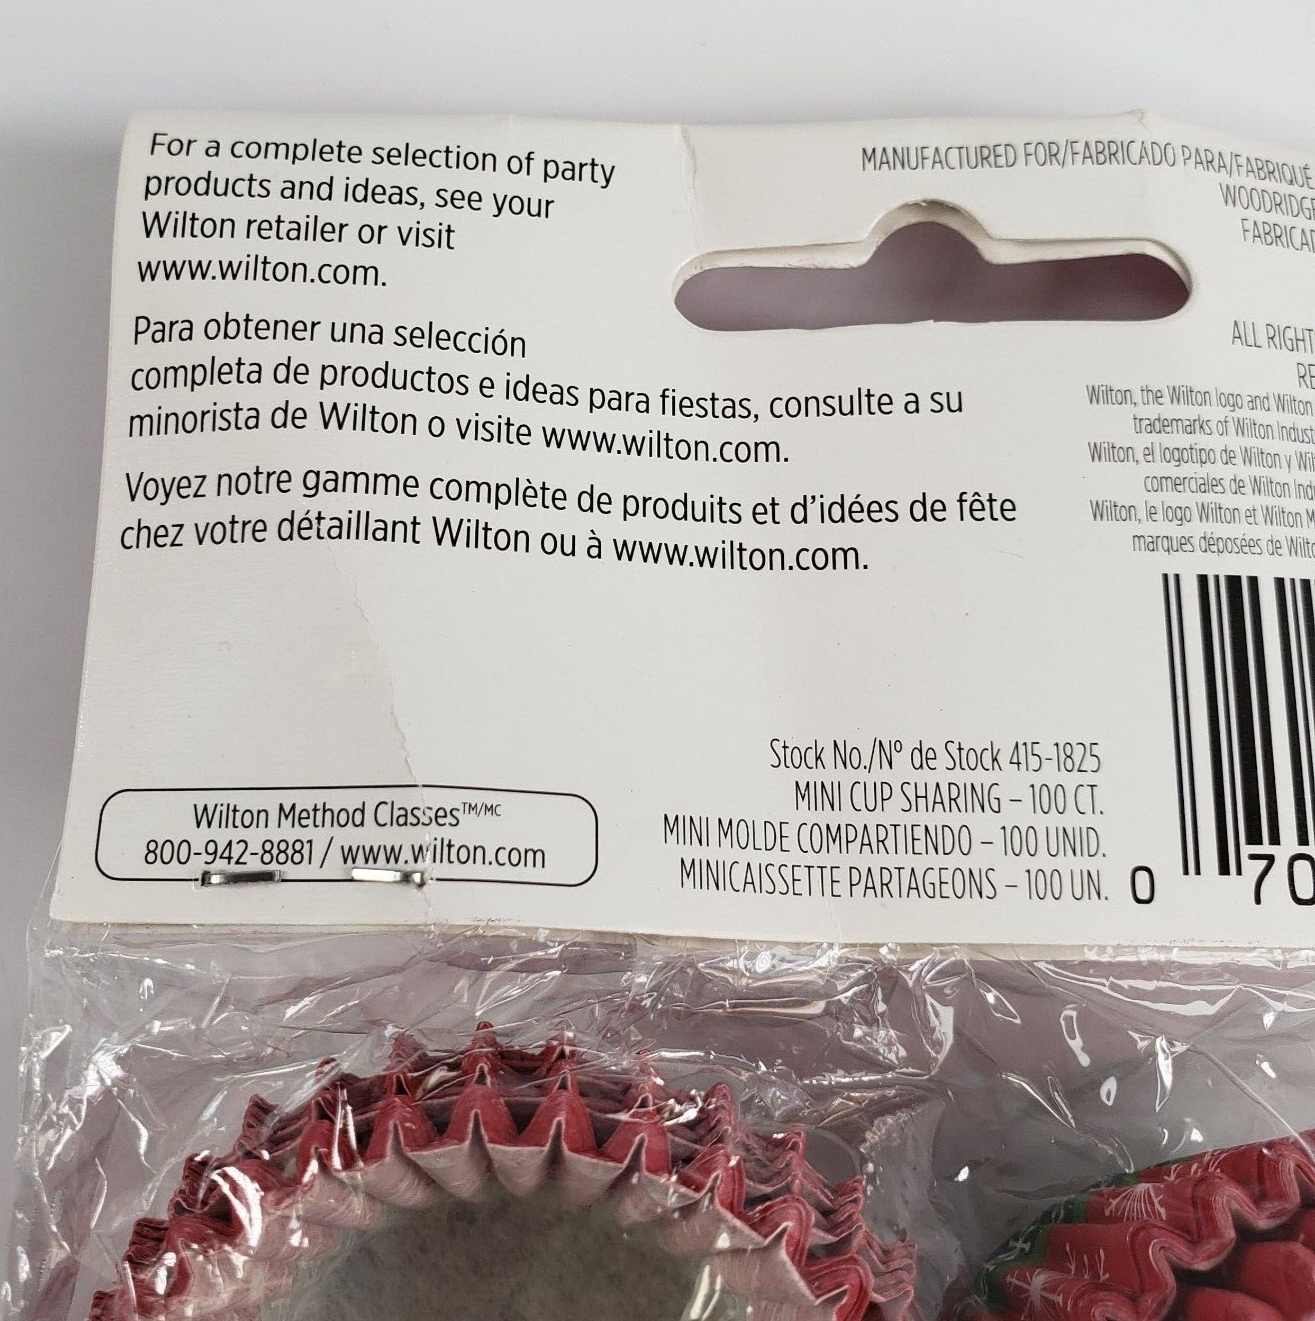 For a complete selection of party
products and ideas, see your
Wilton retailer or visit
www.wilton.com.
Para obtener una selección
completa de productos e ideas para fiestas, consulte a su
minorista de Wilton o visite www.wilton.com.
Voyez notre gamme complète de produits et d'idées de fête
chez votre détaillant Wilton ou à www.wilton.com.
Wilton Method Classes™/MC
800-942-8881 / www.wilton.com
MANUFACTURED FOR/FABRICADO PARA/FABRIQUÉ
ALL RIGHT
Wilton, the Wilton logo and Wilton
trademarks of Wilton
Wilton, el logotipo de Wilton y
comerciales de Wilton
Wilton, le logo Wilton et Wilton
marques déposées de
Stock No./Nº de Stock 415-1825
MINI CUP SHARING – 100 CT.
MINI MOLDE COMPARTIENDO – 100 UNID.
MINICAISSETTE PARTAGEONS – 100 UN.
0 70